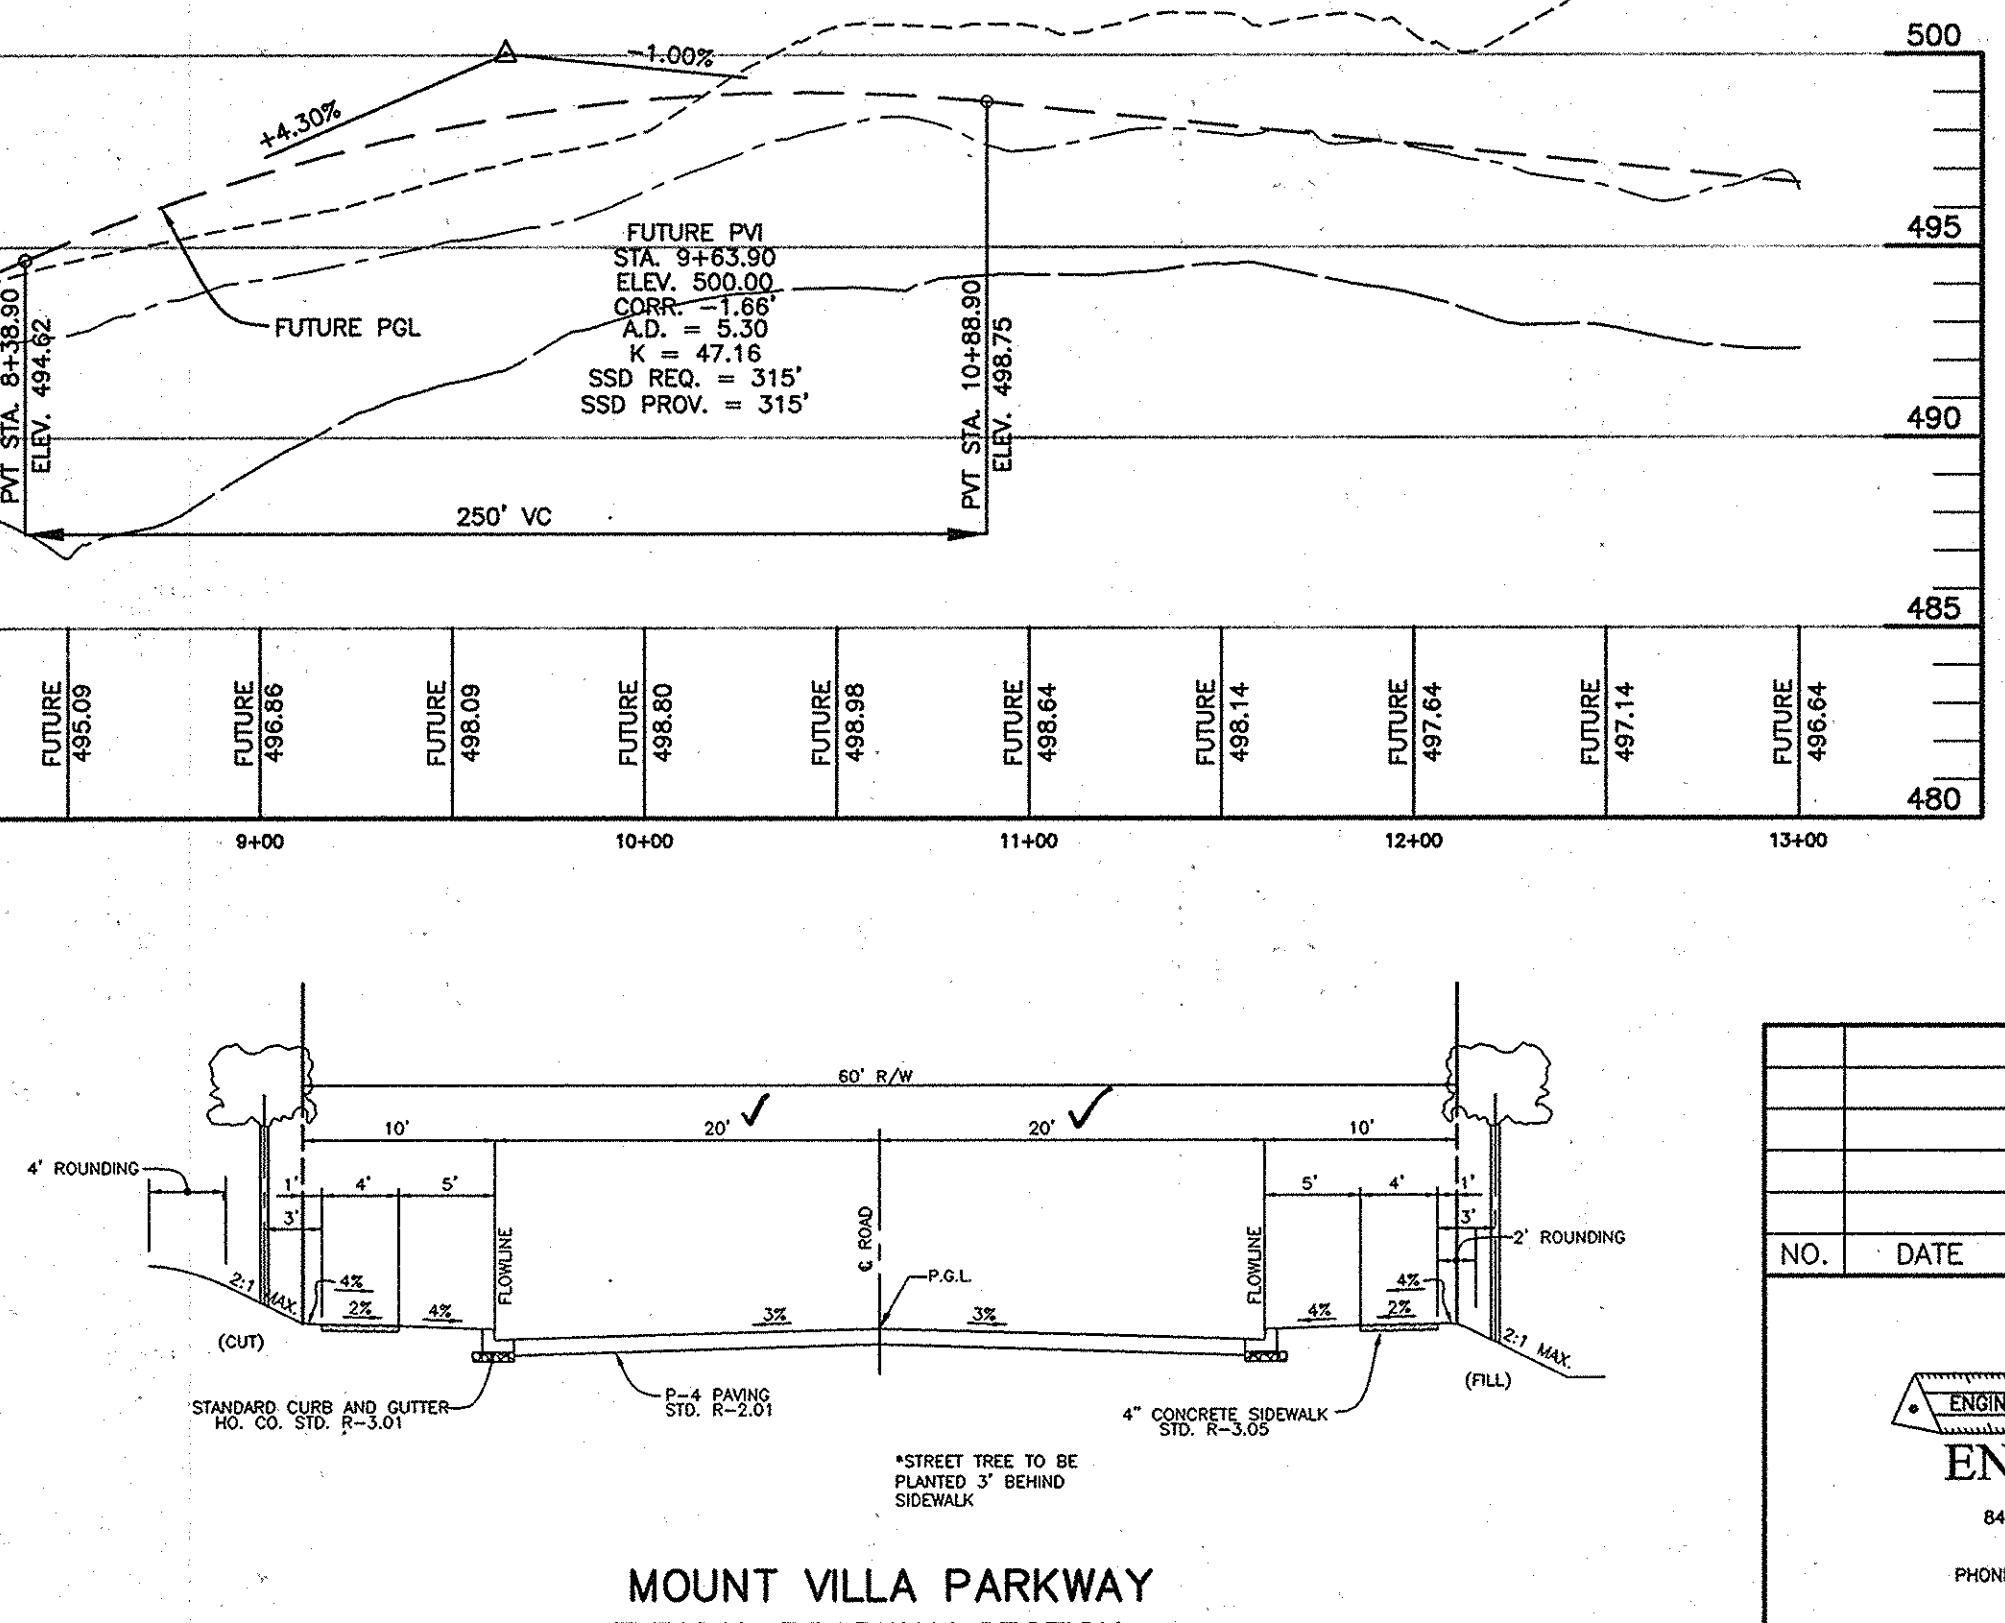 500
-1.00%
+4.30%
495
FUTURE PVI
STA. 9+63.90
ELEV. 500.00
CORR. -1.66'
A.D. = 5.30
K = 47.16
SSD REQ. = 315'
SSD PROV. = 315'
FUTURE PGL
PVT STA. 8+38.90
ELEV. 494.62
PVT STA. 10+88.90
ELEV. 498.75
490
250' VC
485
FUTURE
495.09
FUTURE
496.86
FUTURE
498.09
FUTURE
498.80
FUTURE
498.98
FUTURE
498.64
FUTURE
498.14
FUTURE
497.64
FUTURE
497.14
FUTURE
496.64
480
9+00 10+00 11+00 12+00 13+00
60' R/W
10' 20' 20' 10'
4' ROUNDING
1' 4' 5' 5' 4' 1'
3' 3'
2' ROUNDING
FLOWLINE
℄ ROAD
FLOWLINE
P.G.L.
2:1 MAX.
4% 4%
2% 4% 3% 3% 4% 2%
2:1 MAX.
(CUT)
(FILL)
STANDARD CURB AND GUTTER
HO. CO. STD. R-3.01
P-4 PAVING
STD. R-2.01
4" CONCRETE SIDEWALK
STD. R-3.05
*STREET TREE TO BE
PLANTED 3' BEHIND
SIDEWALK
MOUNT VILLA PARKWAY
NO. DATE
ENGIN
EN
84
PHON